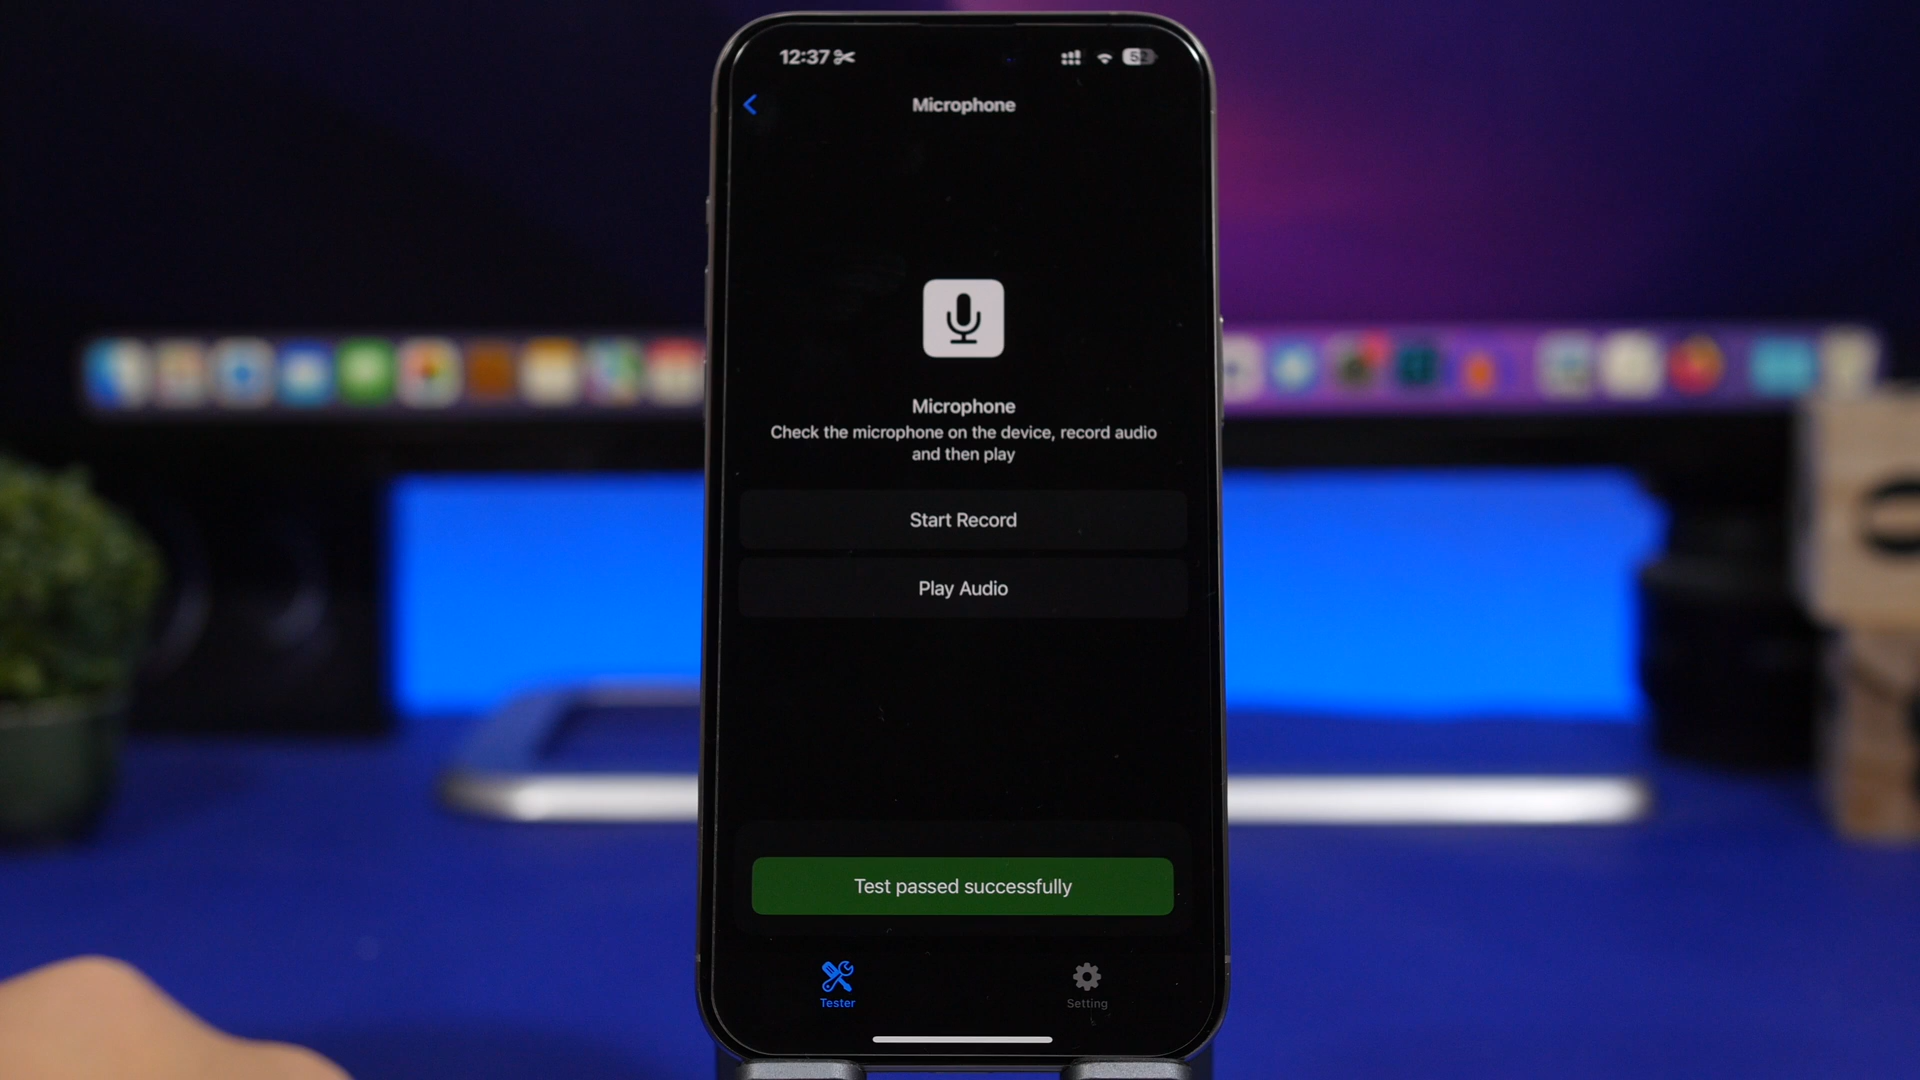 12:37
52
Microphone
Microphone
Check the microphone on the device, record audio
and then play
Start Record
Play Audio
Test passed successfully
Tester
Setting